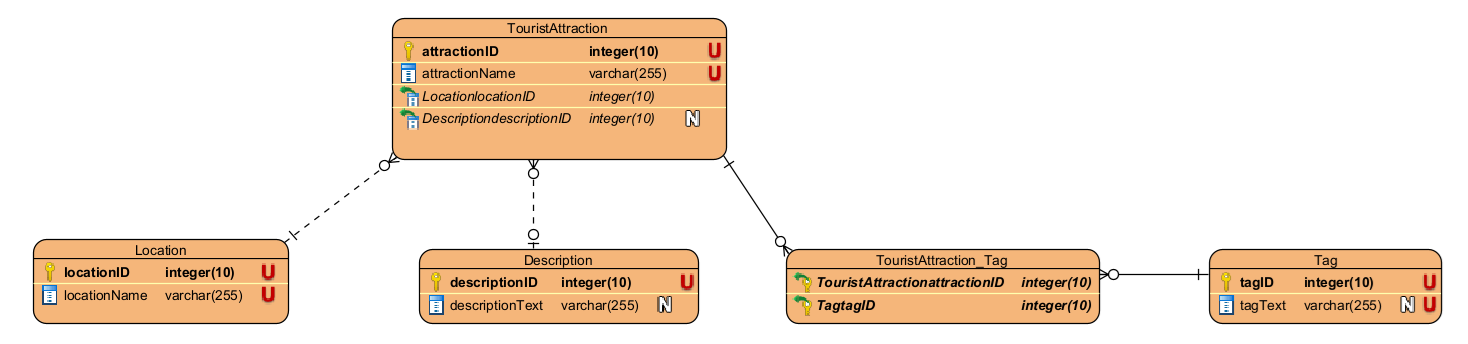 TouristAttraction
attractionID integer(10) U
attractionName varchar(255) U
LocationlocationID integer(10)
DescriptiondescriptionID integer(10) N
Location
locationID integer(10) U
locationName varchar(255) U
Description
descriptionID integer(10) U
descriptionText varchar(255) N
TouristAttraction_Tag
TouristAttractionattractionID integer(10)
TagtagID integer(10)
Tag
tagID integer(10) U
tagText varchar(255) N U